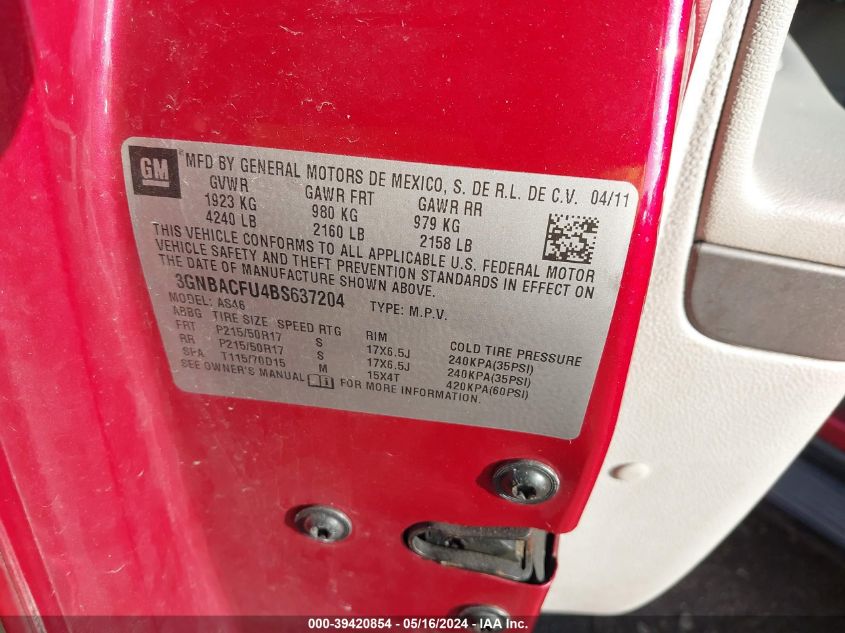 GM ® MFD BY GENERAL MOTORS DE MEXICO, S. DE R.L. DE C.V. 04/11
GVWR GAWR FRT GAWR RR
1923 KG 980 KG 979 KG
4240 LB 2160 LB 2158 LB
THIS VEHICLE CONFORMS TO ALL APPLICABLE U.S. FEDERAL MOTOR
VEHICLE SAFETY AND THEFT PREVENTION STANDARDS IN EFFECT ON
THE DATE OF MANUFACTURE SHOWN ABOVE.
3GNBACFU4BS637204 TYPE: M.P.V.
MODEL: AS46
ABBG TIRE SIZE SPEED RTG RIM COLD TIRE PRESSURE
FRT P215/50R17 S 17X6.5J 240KPA(35PSI)
RR P215/50R17 S 17X6.5J 240KPA(35PSI)
SPA T115/70D15 M 15X4T 420KPA(60PSI)
SEE OWNER'S MANUAL i FOR MORE INFORMATION.
000-39420854 - 05/16/2024 - IAA Inc.